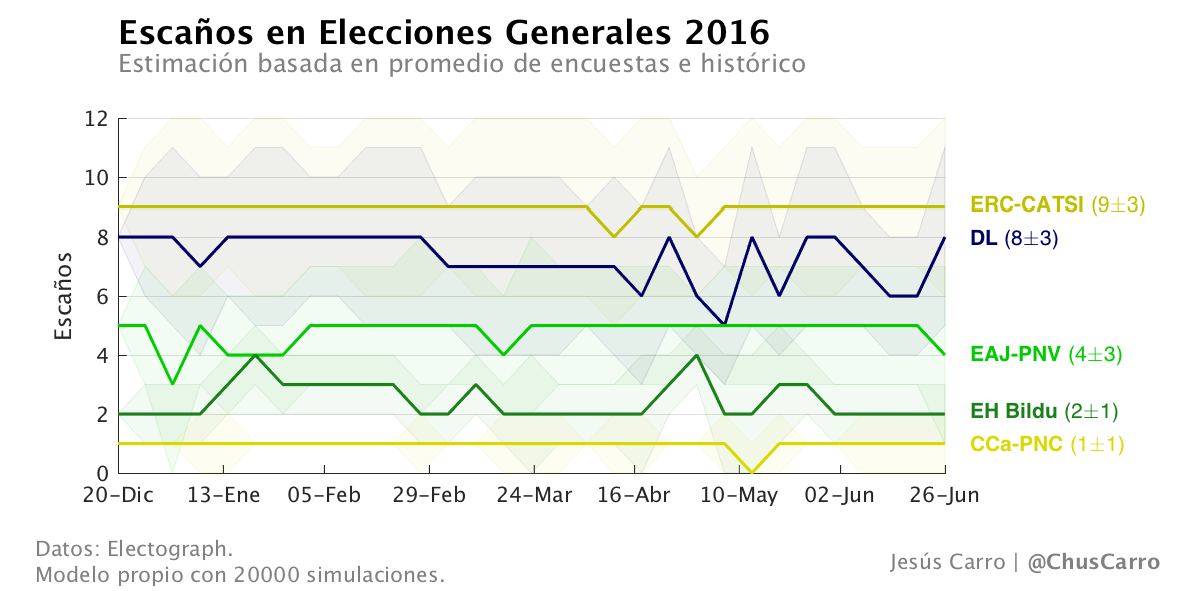 Escaños en Elecciones Generales 2016
Estimación basada en promedio de encuestas e histórico
Escaños
12
10
8
6
4
2
0
20-Dic 13-Ene 05-Feb 29-Feb 24-Mar 16-Abr 10-May 02-Jun 26-Jun
ERC-CATSI (9±3)
DL (8±3)
EAJ-PNV (4±3)
EH Bildu (2±1)
CCa-PNC (1±1)
Datos: Electograph.
Modelo propio con 20000 simulaciones.
Jesús Carro | @ChusCarro